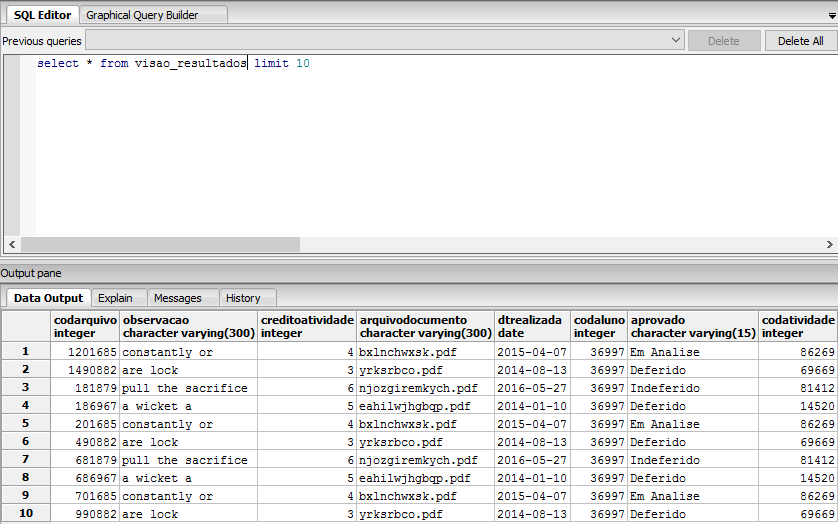 SQL Editor Graphical Query Builder
Previous queries Delete Delete All
select * from visao_resultados limit 10
Output pane
Data Output Explain Messages History
codarquivo observacao creditoatividade arquivodocumento dtrealizada codaluno aprovado codatividade
integer character varying(300) integer character varying(300) date integer character varying(15) integer
1 1201685 constantly or 4 bxlnchwxsk.pdf 2015-04-07 36997 Em Analise 86269
2 1490882 are lock 3 yrksrbco.pdf 2014-08-13 36997 Deferido 69669
3 181879 pull the sacrifice 6 njozgiremkych.pdf 2016-05-27 36997 Indeferido 81412
4 186967 a wicket a 5 eahilwjhgbqp.pdf 2014-01-10 36997 Deferido 14520
5 201685 constantly or 4 bxlnchwxsk.pdf 2015-04-07 36997 Em Analise 86269
6 490882 are lock 3 yrksrbco.pdf 2014-08-13 36997 Deferido 69669
7 681879 pull the sacrifice 6 njozgiremkych.pdf 2016-05-27 36997 Indeferido 81412
8 686967 a wicket a 5 eahilwjhgbqp.pdf 2014-01-10 36997 Deferido 14520
9 701685 constantly or 4 bxlnchwxsk.pdf 2015-04-07 36997 Em Analise 86269
10 990882 are lock 3 yrksrbco.pdf 2014-08-13 36997 Deferido 69669